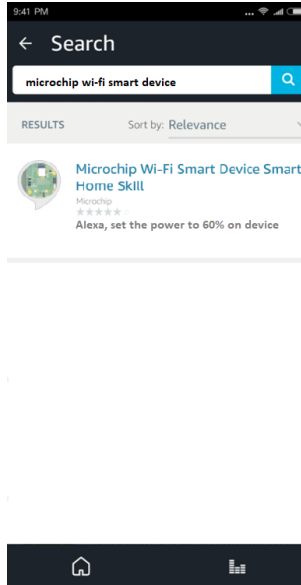 9:41 PM
Search
microchip wi-fi smart device
RESULTS
Sort by: Relevance
Microchip Wi-Fi Smart Device Smart
Home Skill
Microchip
Alexa, set the power to 60% on device